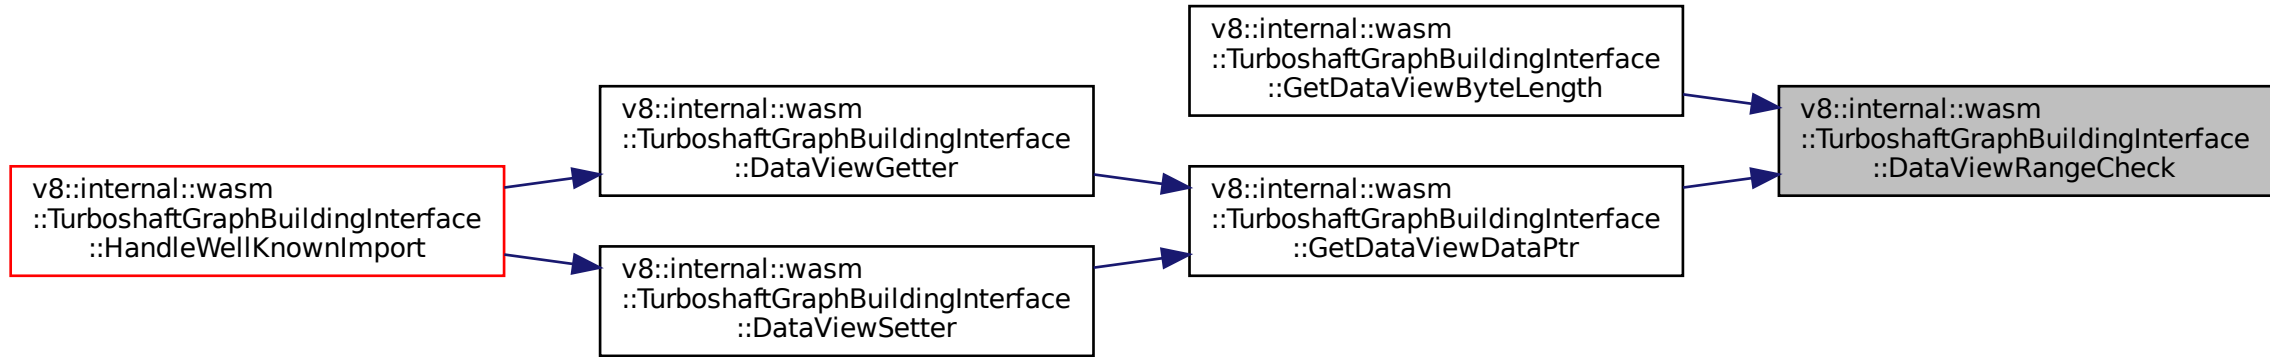 v8::internal::wasm
::TurboshaftGraphBuildingInterface
::HandleWellKnownImport
v8::internal::wasm
::TurboshaftGraphBuildingInterface
::DataViewGetter
v8::internal::wasm
::TurboshaftGraphBuildingInterface
::DataViewSetter
v8::internal::wasm
::TurboshaftGraphBuildingInterface
::GetDataViewByteLength
v8::internal::wasm
::TurboshaftGraphBuildingInterface
::GetDataViewDataPtr
v8::internal::wasm
::TurboshaftGraphBuildingInterface
::DataViewRangeCheck